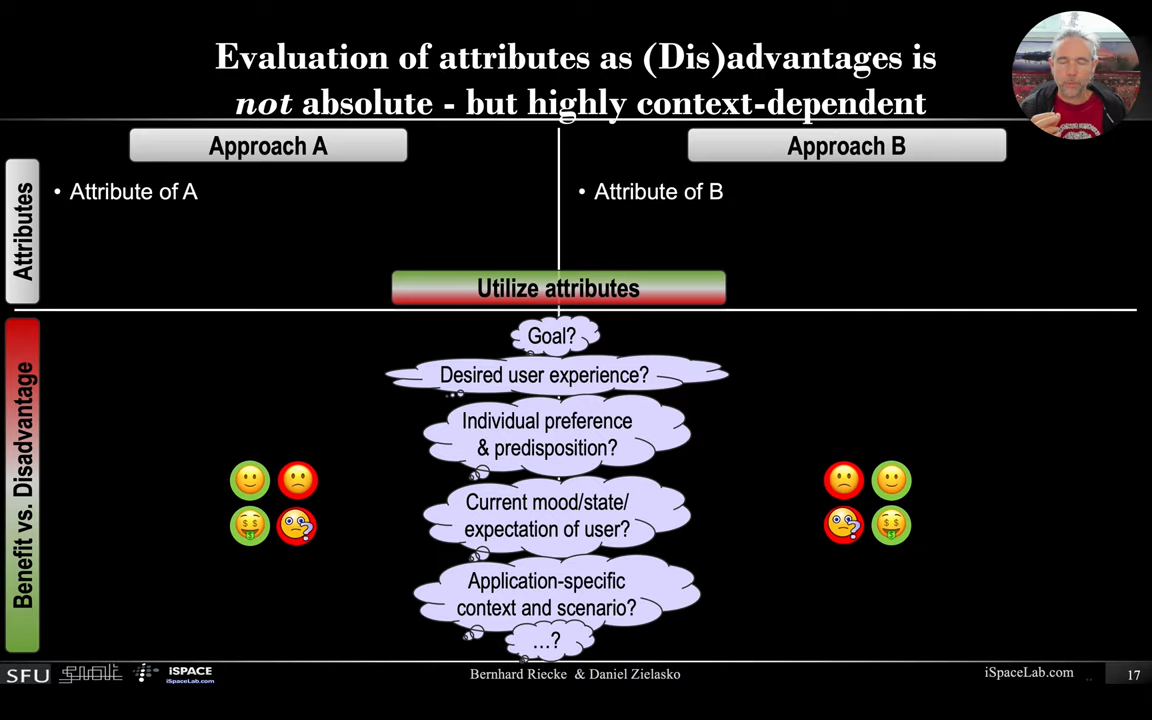 Evaluation of attributes as (Dis)advantages is
not absolute - but highly context-dependent
Approach A
Approach B
Attributes
• Attribute of A
• Attribute of B
Utilize attributes
Benefit vs. Disadvantage
Goal?
Desired user experience?
Individual preference
& predisposition?
Current mood/state/
expectation of user?
Application-specific
context and scenario?
...?
SFU
iSPACE
iSpaceLab.com
Bernhard Riecke & Daniel Zielasko
iSpaceLab.com
17